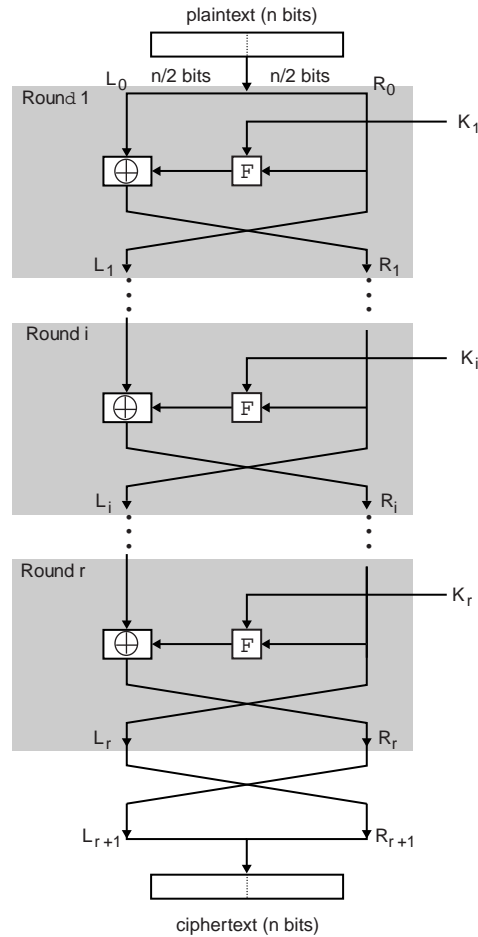 plaintext (n bits)
L0 n/2 bits n/2 bits R0
Round 1
K1
F
L1 R1
Round i
Ki
F
Li Ri
Round r
Kr
F
Lr Rr
Lr+1 Rr+1
ciphertext (n bits)